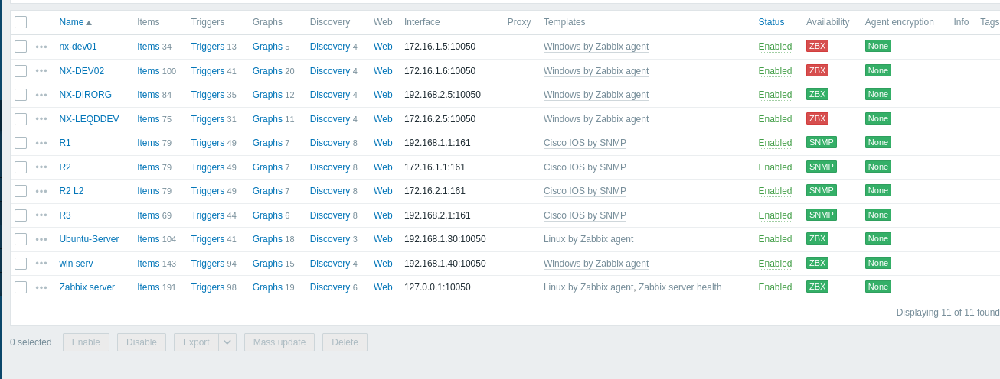 Name Items Triggers Graphs Discovery Web Interface Proxy Templates Status Availability Agent encryption Info Tags
nx-dev01 Items 34 Triggers 13 Graphs 5 Discovery 4 Web 172.16.1.5:10050 Windows by Zabbix agent Enabled ZBX None
NX-DEV02 Items 100 Triggers 41 Graphs 20 Discovery 4 Web 172.16.1.6:10050 Windows by Zabbix agent Enabled ZBX None
NX-DIRORG Items 84 Triggers 35 Graphs 12 Discovery 4 Web 192.168.2.5:10050 Windows by Zabbix agent Enabled ZBX None
NX-LEQDDEV Items 75 Triggers 31 Graphs 11 Discovery 4 Web 172.16.2.5:10050 Windows by Zabbix agent Enabled ZBX None
R1 Items 79 Triggers 49 Graphs 7 Discovery 8 Web 192.168.1.1:161 Cisco IOS by SNMP Enabled SNMP None
R2 Items 79 Triggers 49 Graphs 7 Discovery 8 Web 172.16.1.1:161 Cisco IOS by SNMP Enabled SNMP None
R2 L2 Items 79 Triggers 49 Graphs 7 Discovery 8 Web 172.16.2.1:161 Cisco IOS by SNMP Enabled SNMP None
R3 Items 69 Triggers 44 Graphs 6 Discovery 8 Web 192.168.2.1:161 Cisco IOS by SNMP Enabled SNMP None
Ubuntu-Server Items 104 Triggers 41 Graphs 18 Discovery 3 Web 192.168.1.30:10050 Linux by Zabbix agent Enabled ZBX None
win serv Items 143 Triggers 94 Graphs 15 Discovery 4 Web 192.168.1.40:10050 Windows by Zabbix agent Enabled ZBX None
Zabbix server Items 191 Triggers 98 Graphs 19 Discovery 6 Web 127.0.0.1:10050 Linux by Zabbix agent, Zabbix server health Enabled ZBX None
Displaying 11 of 11 found
0 selected Enable Disable Export Mass update Delete